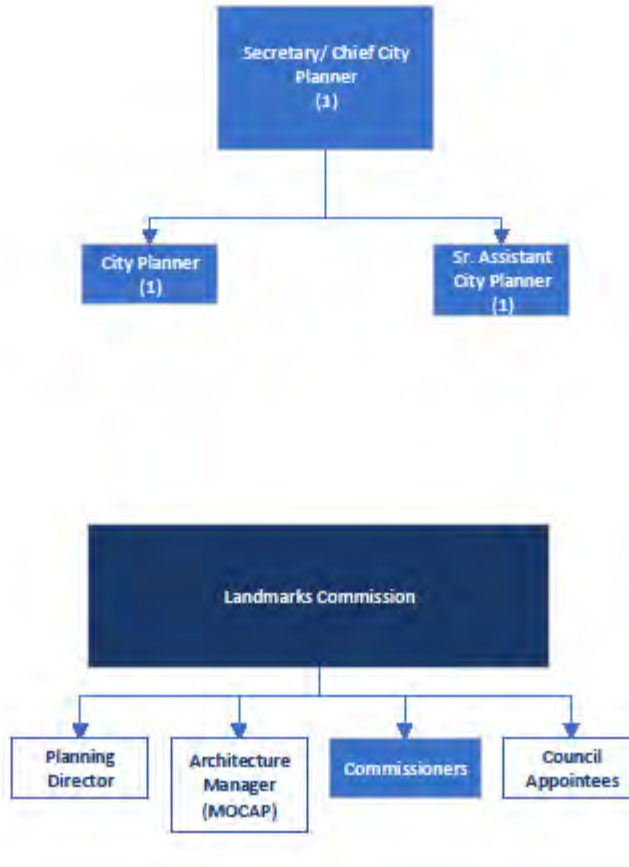 Secretary/ Chief City
Planner
(1)
City Planner
(1)
Sr. Assistant
City Planner
(1)
Landmarks Commission
Planning
Director
Architecture
Manager
(MOCAP)
Commissioners
Council
Appointees